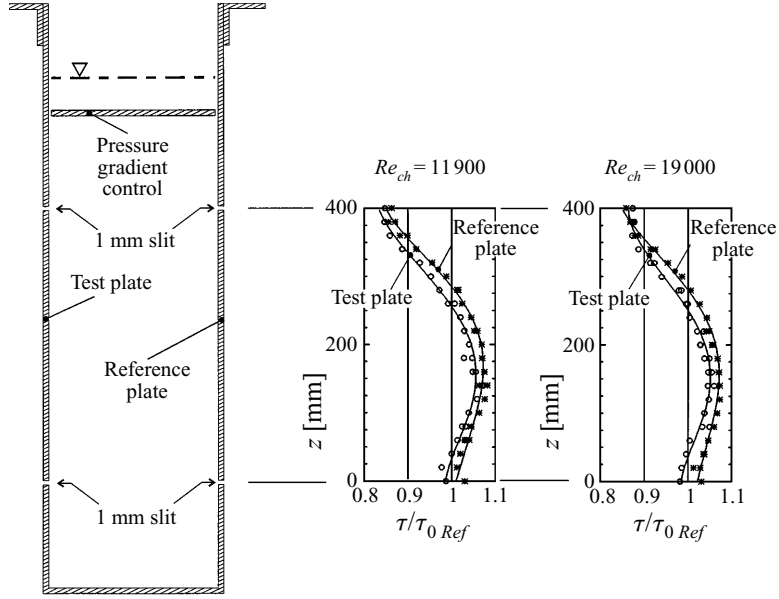 Pressure
gradient
control
1 mm slit
Test plate
Reference
plate
1 mm slit
Re_ch = 11 900
400
200
0
z [mm]
Reference
plate
Test plate
0.8 0.9 1 1.1
τ/τ_0 Ref
Re_ch = 19 000
400
200
0
z [mm]
Reference
plate
Test plate
0.8 0.9 1 1.1
τ/τ_0 Ref